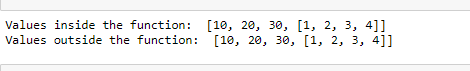 Values inside the function:  [10, 20, 30, [1, 2, 3, 4]]
Values outside the function:  [10, 20, 30, [1, 2, 3, 4]]